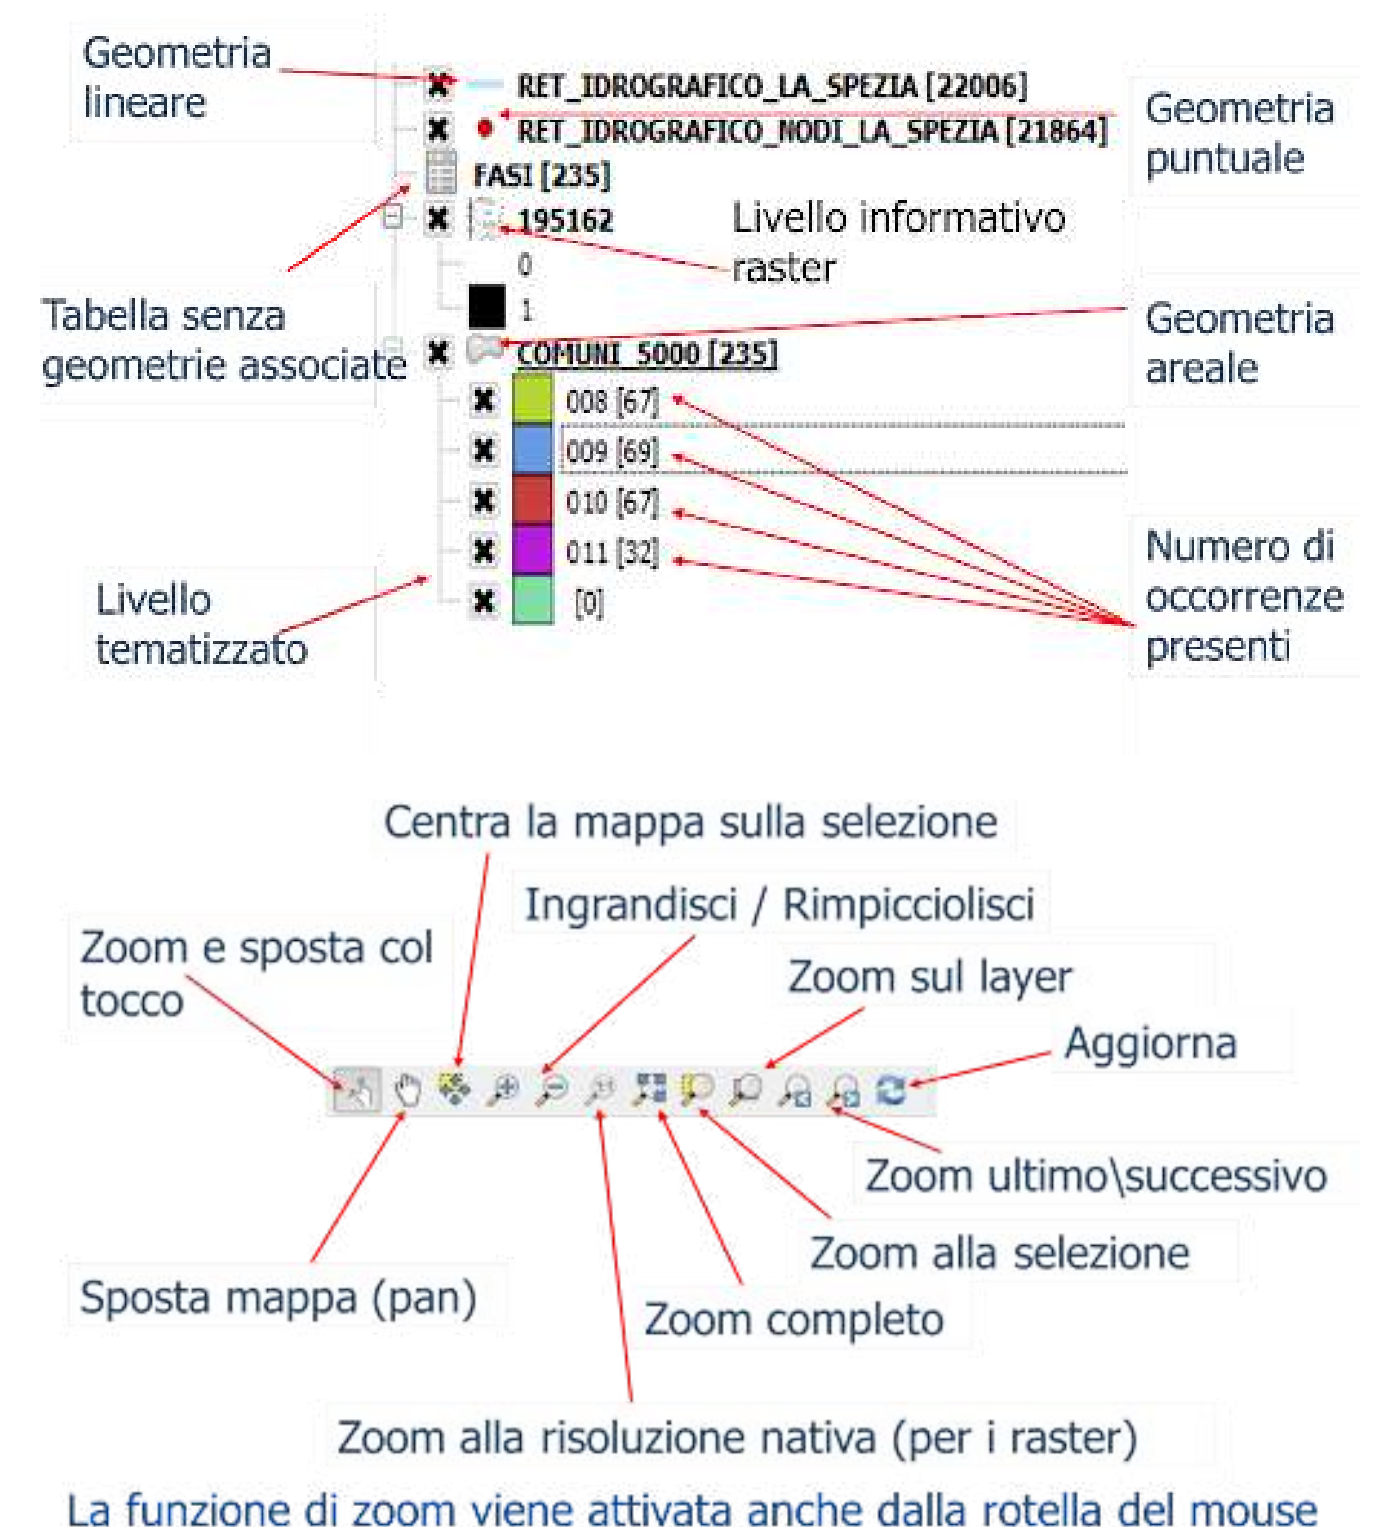 Geometria
lineare
RET_IDROGRAFICO_LA_SPEZIA [22006]
RET_IDROGRAFICO_NODI_LA_SPEZIA [21864]
Geometria
puntuale
FASI [235]
195162
Livello informativo
raster
0
1
Tabella senza
geometrie associate
Geometria
areale
COMUNI_5000 [235]
008 [67]
009 [69]
010 [67]
011 [32]
[0]
Numero di
occorrenze
presenti
Livello
tematizzato
Centra la mappa sulla selezione
Ingrandisci / Rimpicciolisci
Zoom e sposta col
tocco
Zoom sul layer
Aggiorna
Zoom ultimo\successivo
Zoom alla selezione
Sposta mappa (pan)
Zoom completo
Zoom alla risoluzione nativa (per i raster)
La funzione di zoom viene attivata anche dalla rotella del mouse